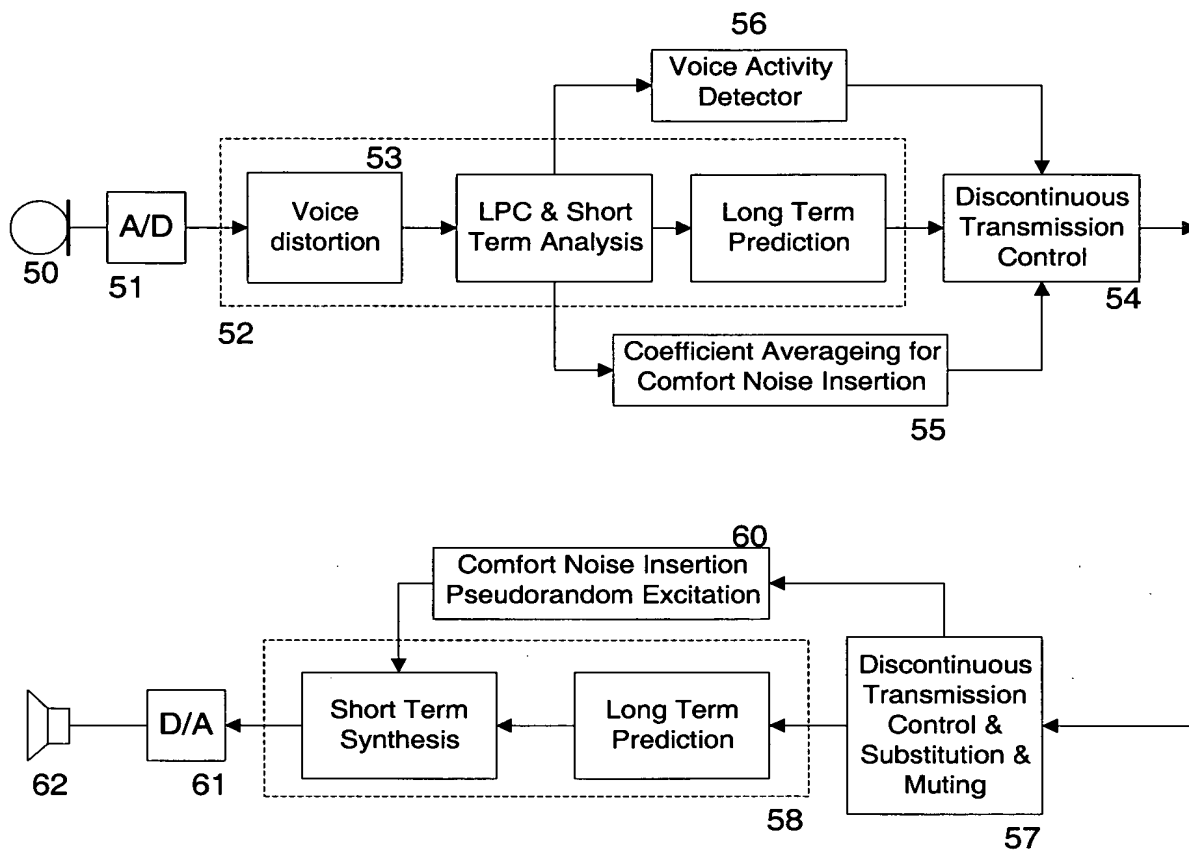 56
Voice Activity
Detector
53
Voice
distortion
LPC & Short
Term Analysis
Long Term
Prediction
Discontinuous
Transmission
Control
A/D
50
51
52
54
Coefficient Averageing for
Comfort Noise Insertion
55
60
Comfort Noise Insertion
Pseudorandom Excitation
Discontinuous
Transmission
Control &
Substitution &
Muting
Short Term
Synthesis
Long Term
Prediction
D/A
62
61
58
57